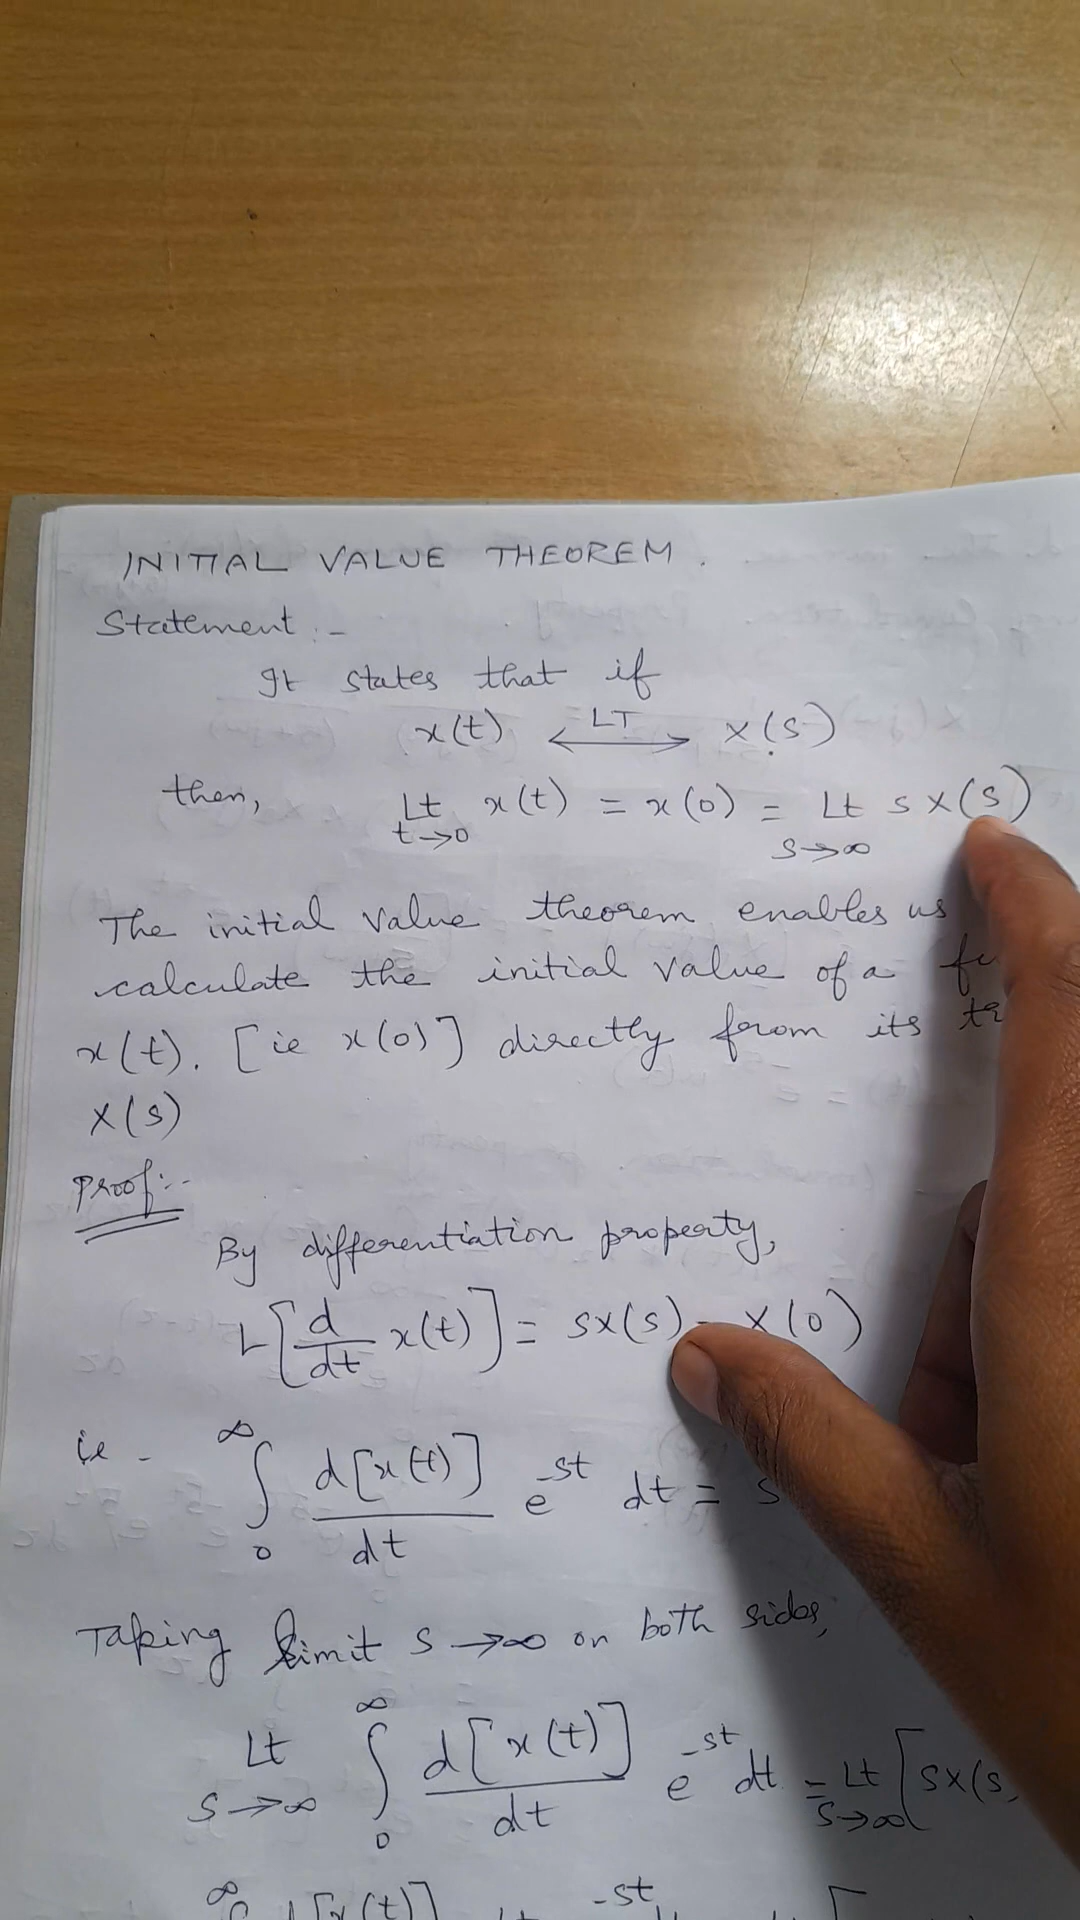 INITIAL VALUE THEOREM.
Statement :-
It states that if
x(t) <-LT-> X(s)
then, Lt t→0 x(t) = x(0) = Lt s→∞ s X(s)
The initial value theorem enables us
calculate the initial value of a
x(t). [ie x(0)] directly from its
X(s)
Proof:-
By differentiation property,
L[d/dt x(t)] = sX(s) - X(0)
ie - ∫₀^∞ d[x(t)]/dt e^-st dt = s
Taking limit s→∞ on both sides,
Lt s→∞ ∫₀^∞ d[x(t)]/dt e^-st dt = Lt s→∞ [sX(s